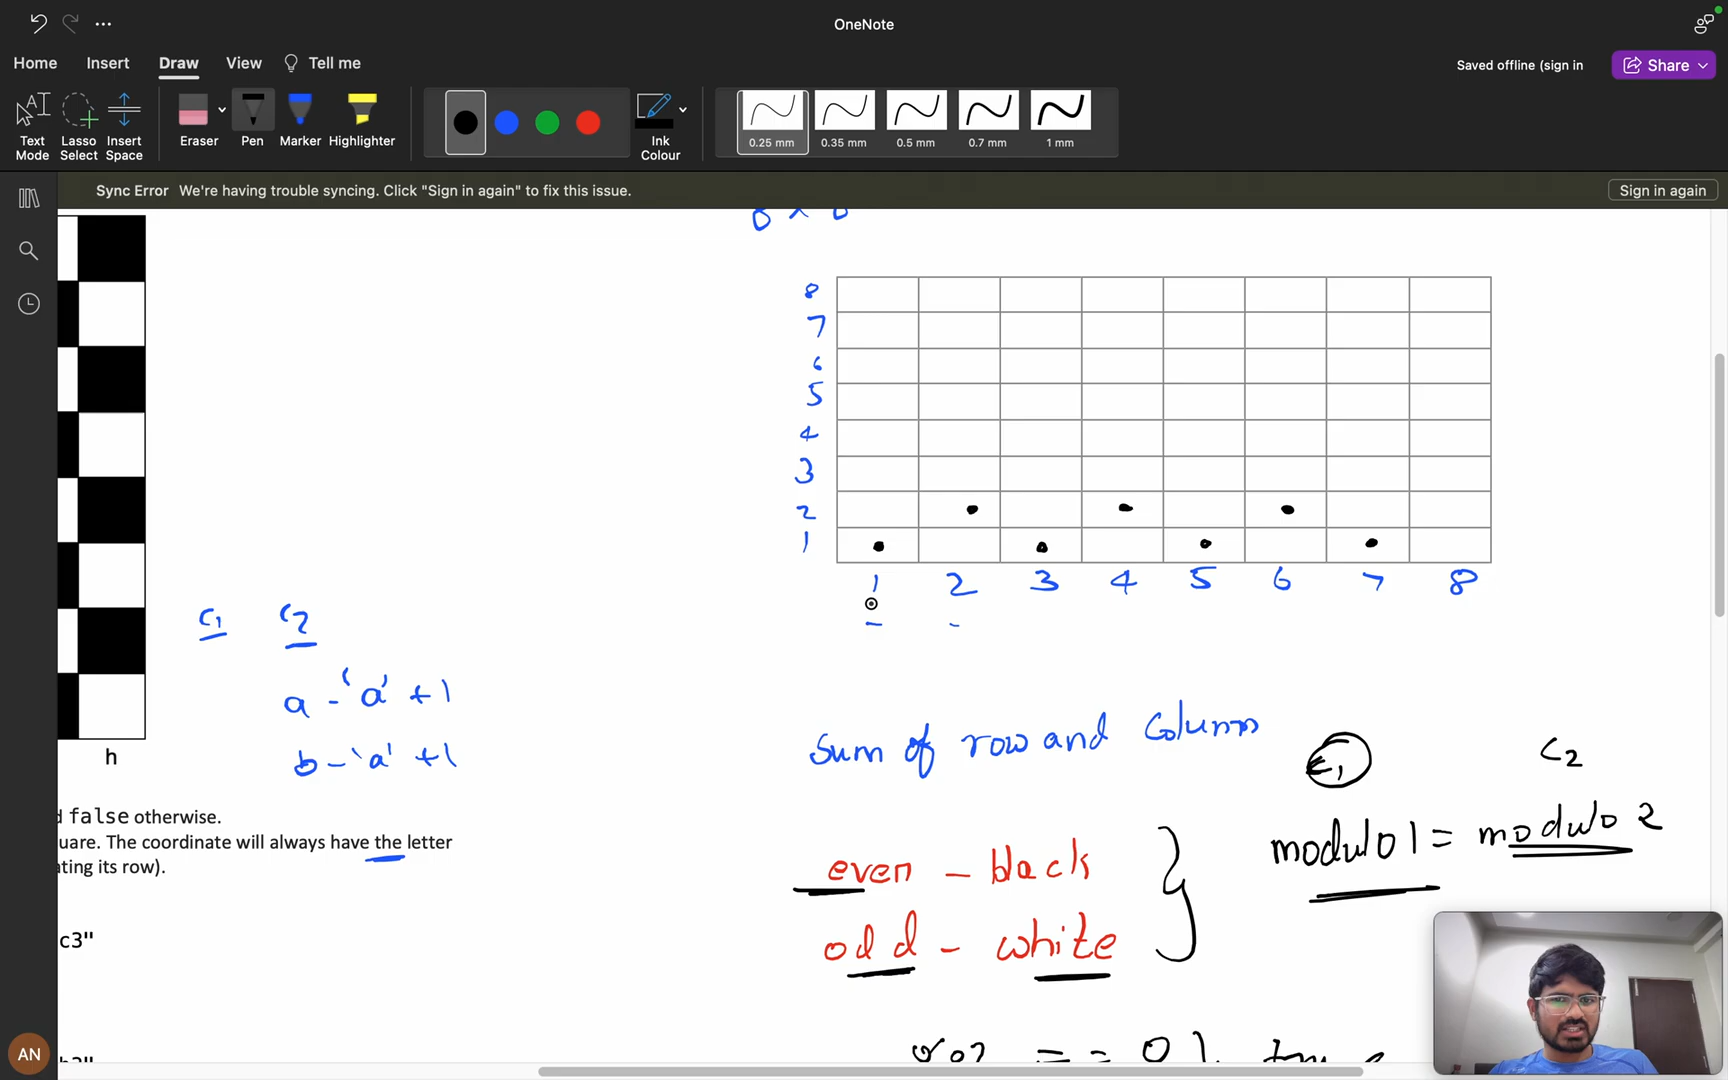 OneNote
Home Insert Draw View Tell me
Saved offline (sign in
Share
Text Mode
Lasso Select
Insert Space
Eraser
Pen
Marker
Highlighter
Ink Colour
0.25 mm
0.35 mm
0.5 mm
0.7 mm
1 mm
Sync Error We're having trouble syncing. Click "Sign in again" to fix this issue.
Sign in again
8
7
6
5
4
3
2
1
1 2 3 4 5 6 7 8
c1 c2
a - 'a' + 1
b - 'a' + 1
h
d false otherwise.
uare. The coordinate will always have the letter
ating its row).
c3"
Sum of row and column
c1 c2
modulo 1 = modulo 2
even - black
odd - white
== 0
AN